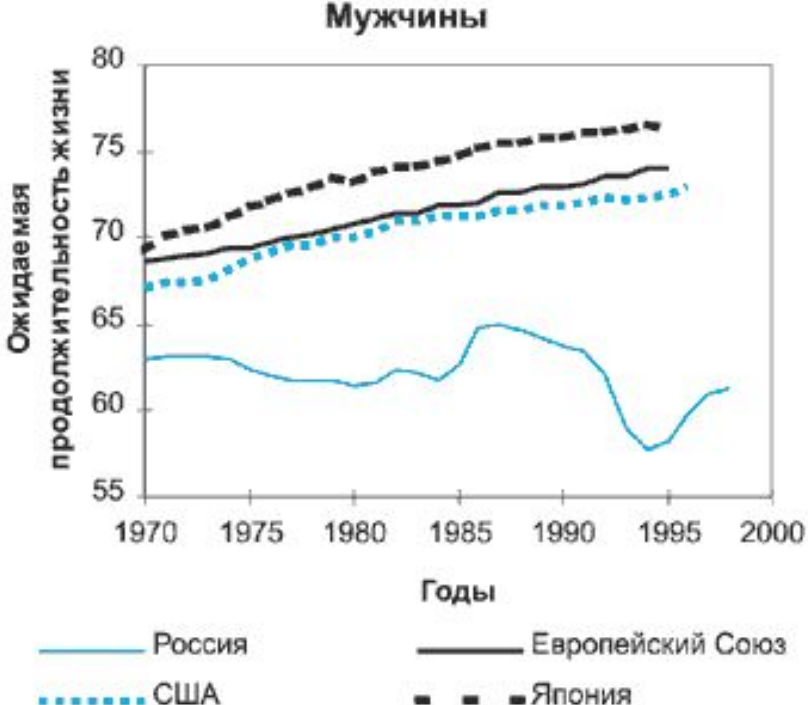 Мужчины
80
75
70
65
60
55
Ожидаемая
продолжительность жизни
1970 1975 1980 1985 1990 1995 2000
Годы
Россия Европейский Союз
США Япония